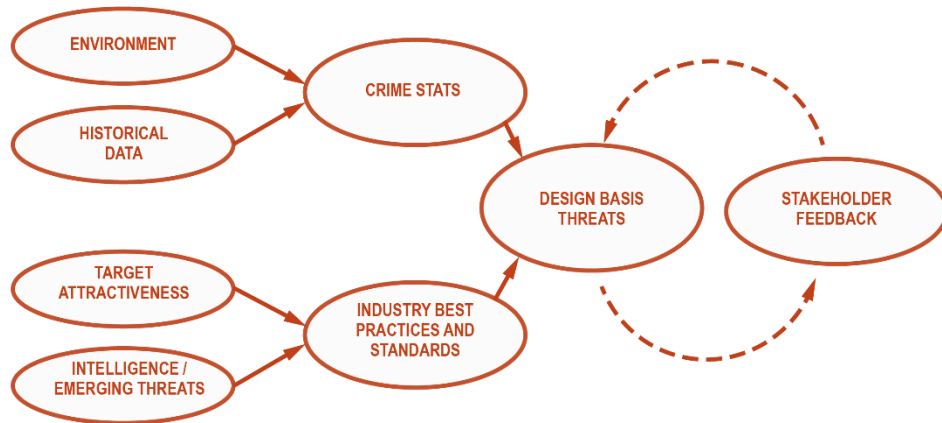 ENVIRONMENT
HISTORICAL
DATA
CRIME STATS
TARGET
ATTRACTIVENESS
INTELLIGENCE /
EMERGING THREATS
INDUSTRY BEST
PRACTICES AND
STANDARDS
DESIGN BASIS
THREATS
STAKEHOLDER
FEEDBACK